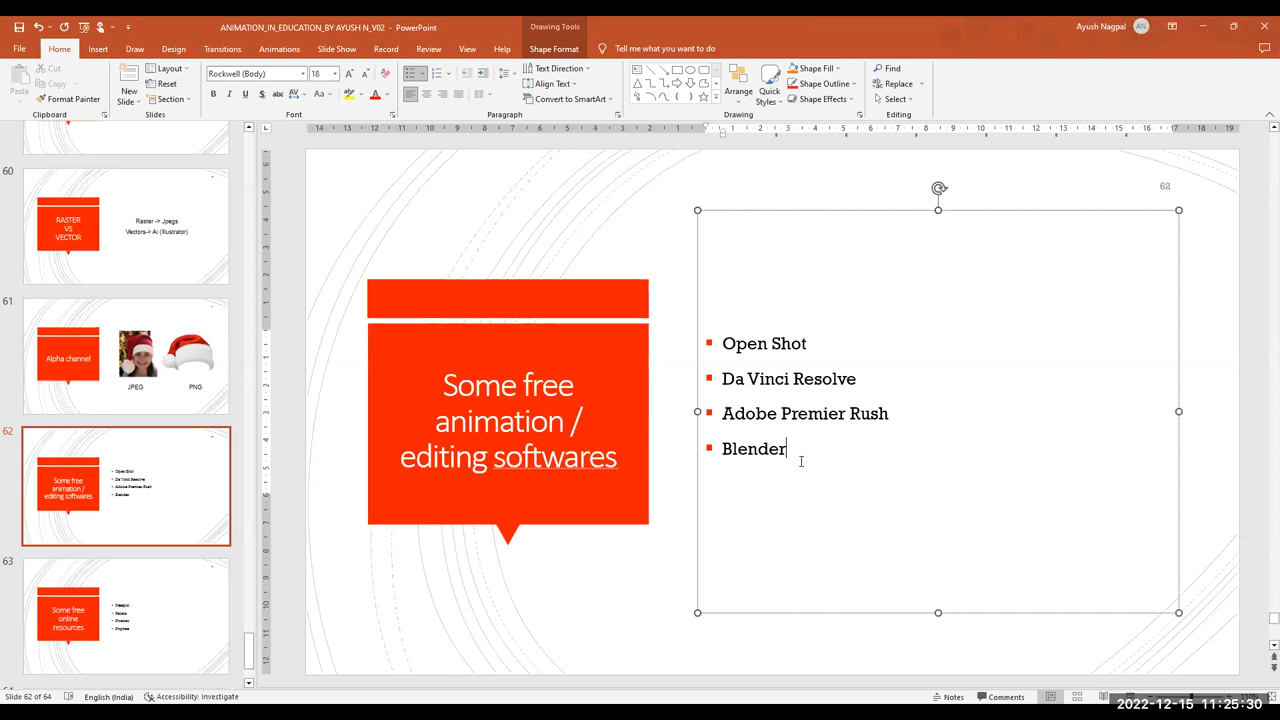 ANIMATION_IN_EDUCATION_BY AYUSH N_V02 - PowerPoint
Drawing Tools
Ayush Nagpal
AN
File Home Insert Draw Design Transitions Animations Slide Show Record Review View Help Shape Format Tell me what you want to do
Paste
Cut
Copy
Format Painter
Clipboard
New Slide
Layout
Reset
Section
Slides
Rockwell (Body) 18
Font
Text Direction
Align Text
Convert to SmartArt
Paragraph
Arrange
Quick Styles
Shape Fill
Shape Outline
Shape Effects
Drawing
Find
Replace
Select
Editing
60
RASTER
VS
VECTOR
Raster -> Jpegs
Vectors-> Ai (Illustrator)
61
Alpha channel
JPEG
PNG
62
Some free
animation /
editing softwares
Open Shot
Da Vinci Resolve
Adobe Premier Rush
Blender
63
Some free
online
resources
63
Some free
animation /
editing softwares
Open Shot
Da Vinci Resolve
Adobe Premier Rush
Blender
Slide 62 of 64
English (India)
Accessibility: Investigate
Notes
Comments
2022-12-15 11:25:30